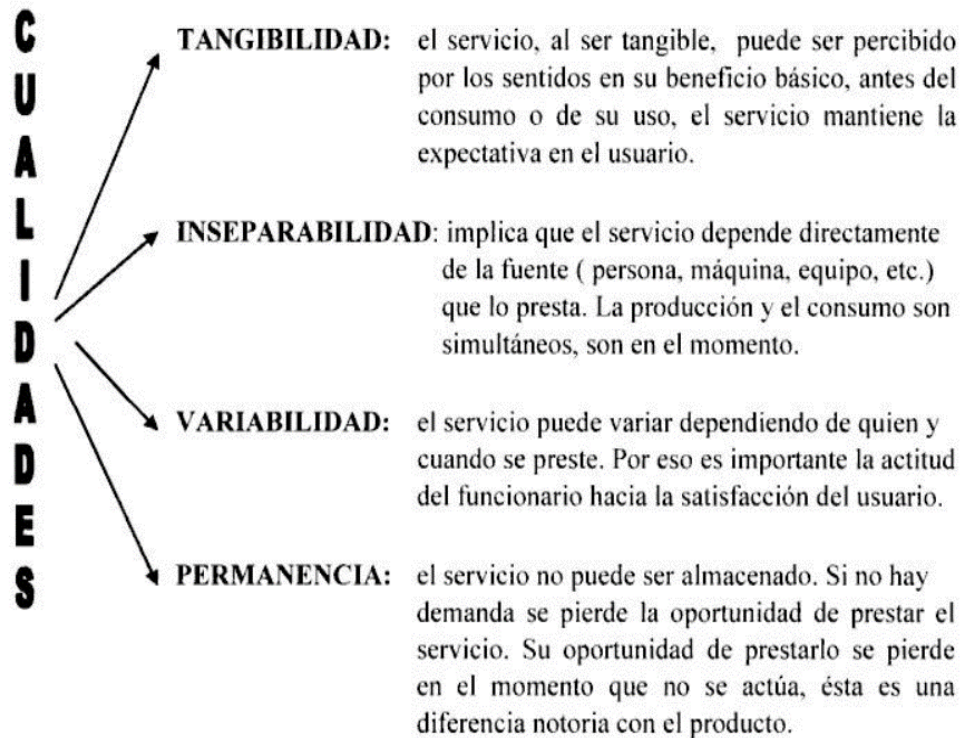 CUALIDADES
TANGIBILIDAD: el servicio, al ser tangible, puede ser percibido
por los sentidos en su beneficio básico, antes del
consumo o de su uso, el servicio mantiene la
expectativa en el usuario.
INSEPARABILIDAD: implica que el servicio depende directamente
de la fuente ( persona, máquina, equipo, etc.)
que lo presta. La producción y el consumo son
simultáneos, son en el momento.
VARIABILIDAD: el servicio puede variar dependiendo de quien y
cuando se preste. Por eso es importante la actitud
del funcionario hacia la satisfacción del usuario.
PERMANENCIA: el servicio no puede ser almacenado. Si no hay
demanda se pierde la oportunidad de prestar el
servicio. Su oportunidad de prestarlo se pierde
en el momento que no se actúa, ésta es una
diferencia notoria con el producto.